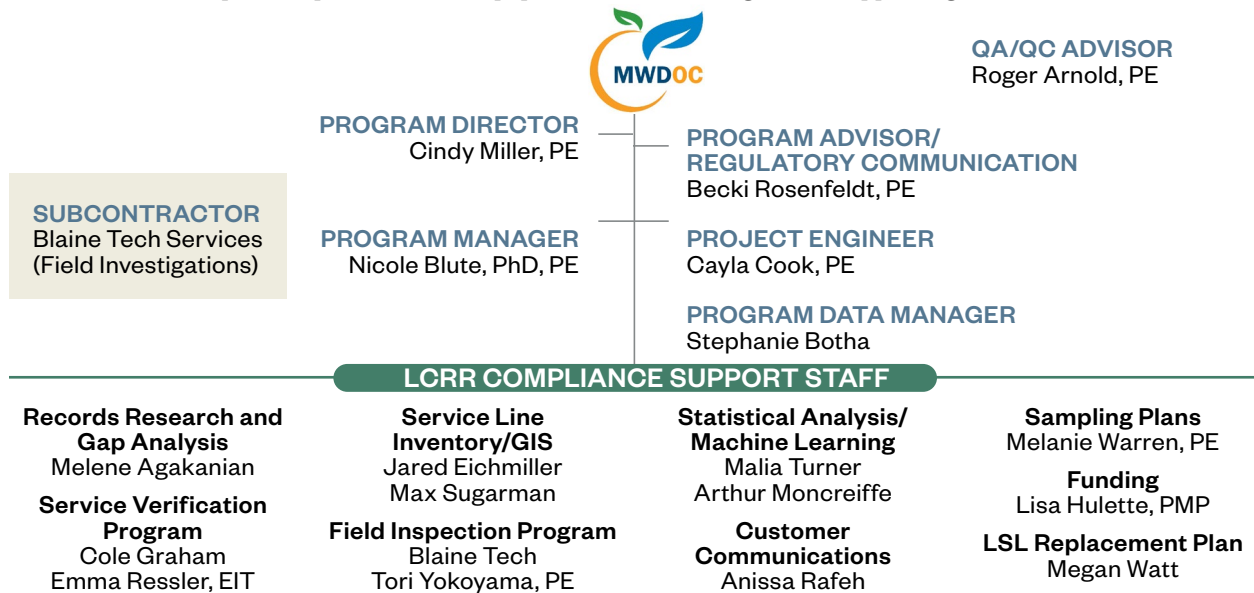 MWDOC
QA/QC ADVISOR
Roger Arnold, PE
PROGRAM DIRECTOR
Cindy Miller, PE
PROGRAM ADVISOR/
REGULATORY COMMUNICATION
Becki Rosenfeldt, PE
SUBCONTRACTOR
Blaine Tech Services
(Field Investigations)
PROGRAM MANAGER
Nicole Blute, PhD, PE
PROJECT ENGINEER
Cayla Cook, PE
PROGRAM DATA MANAGER
Stephanie Botha
LCRR COMPLIANCE SUPPORT STAFF
Records Research and
Gap Analysis
Melene Agakanian
Service Verification
Program
Cole Graham
Emma Ressler, EIT
Service Line
Inventory/GIS
Jared Eichmiller
Max Sugarman
Field Inspection Program
Blaine Tech
Tori Yokoyama, PE
Statistical Analysis/
Machine Learning
Malia Turner
Arthur Moncreiffe
Customer
Communications
Anissa Rafeh
Sampling Plans
Melanie Warren, PE
Funding
Lisa Hulette, PMP
LSL Replacement Plan
Megan Watt